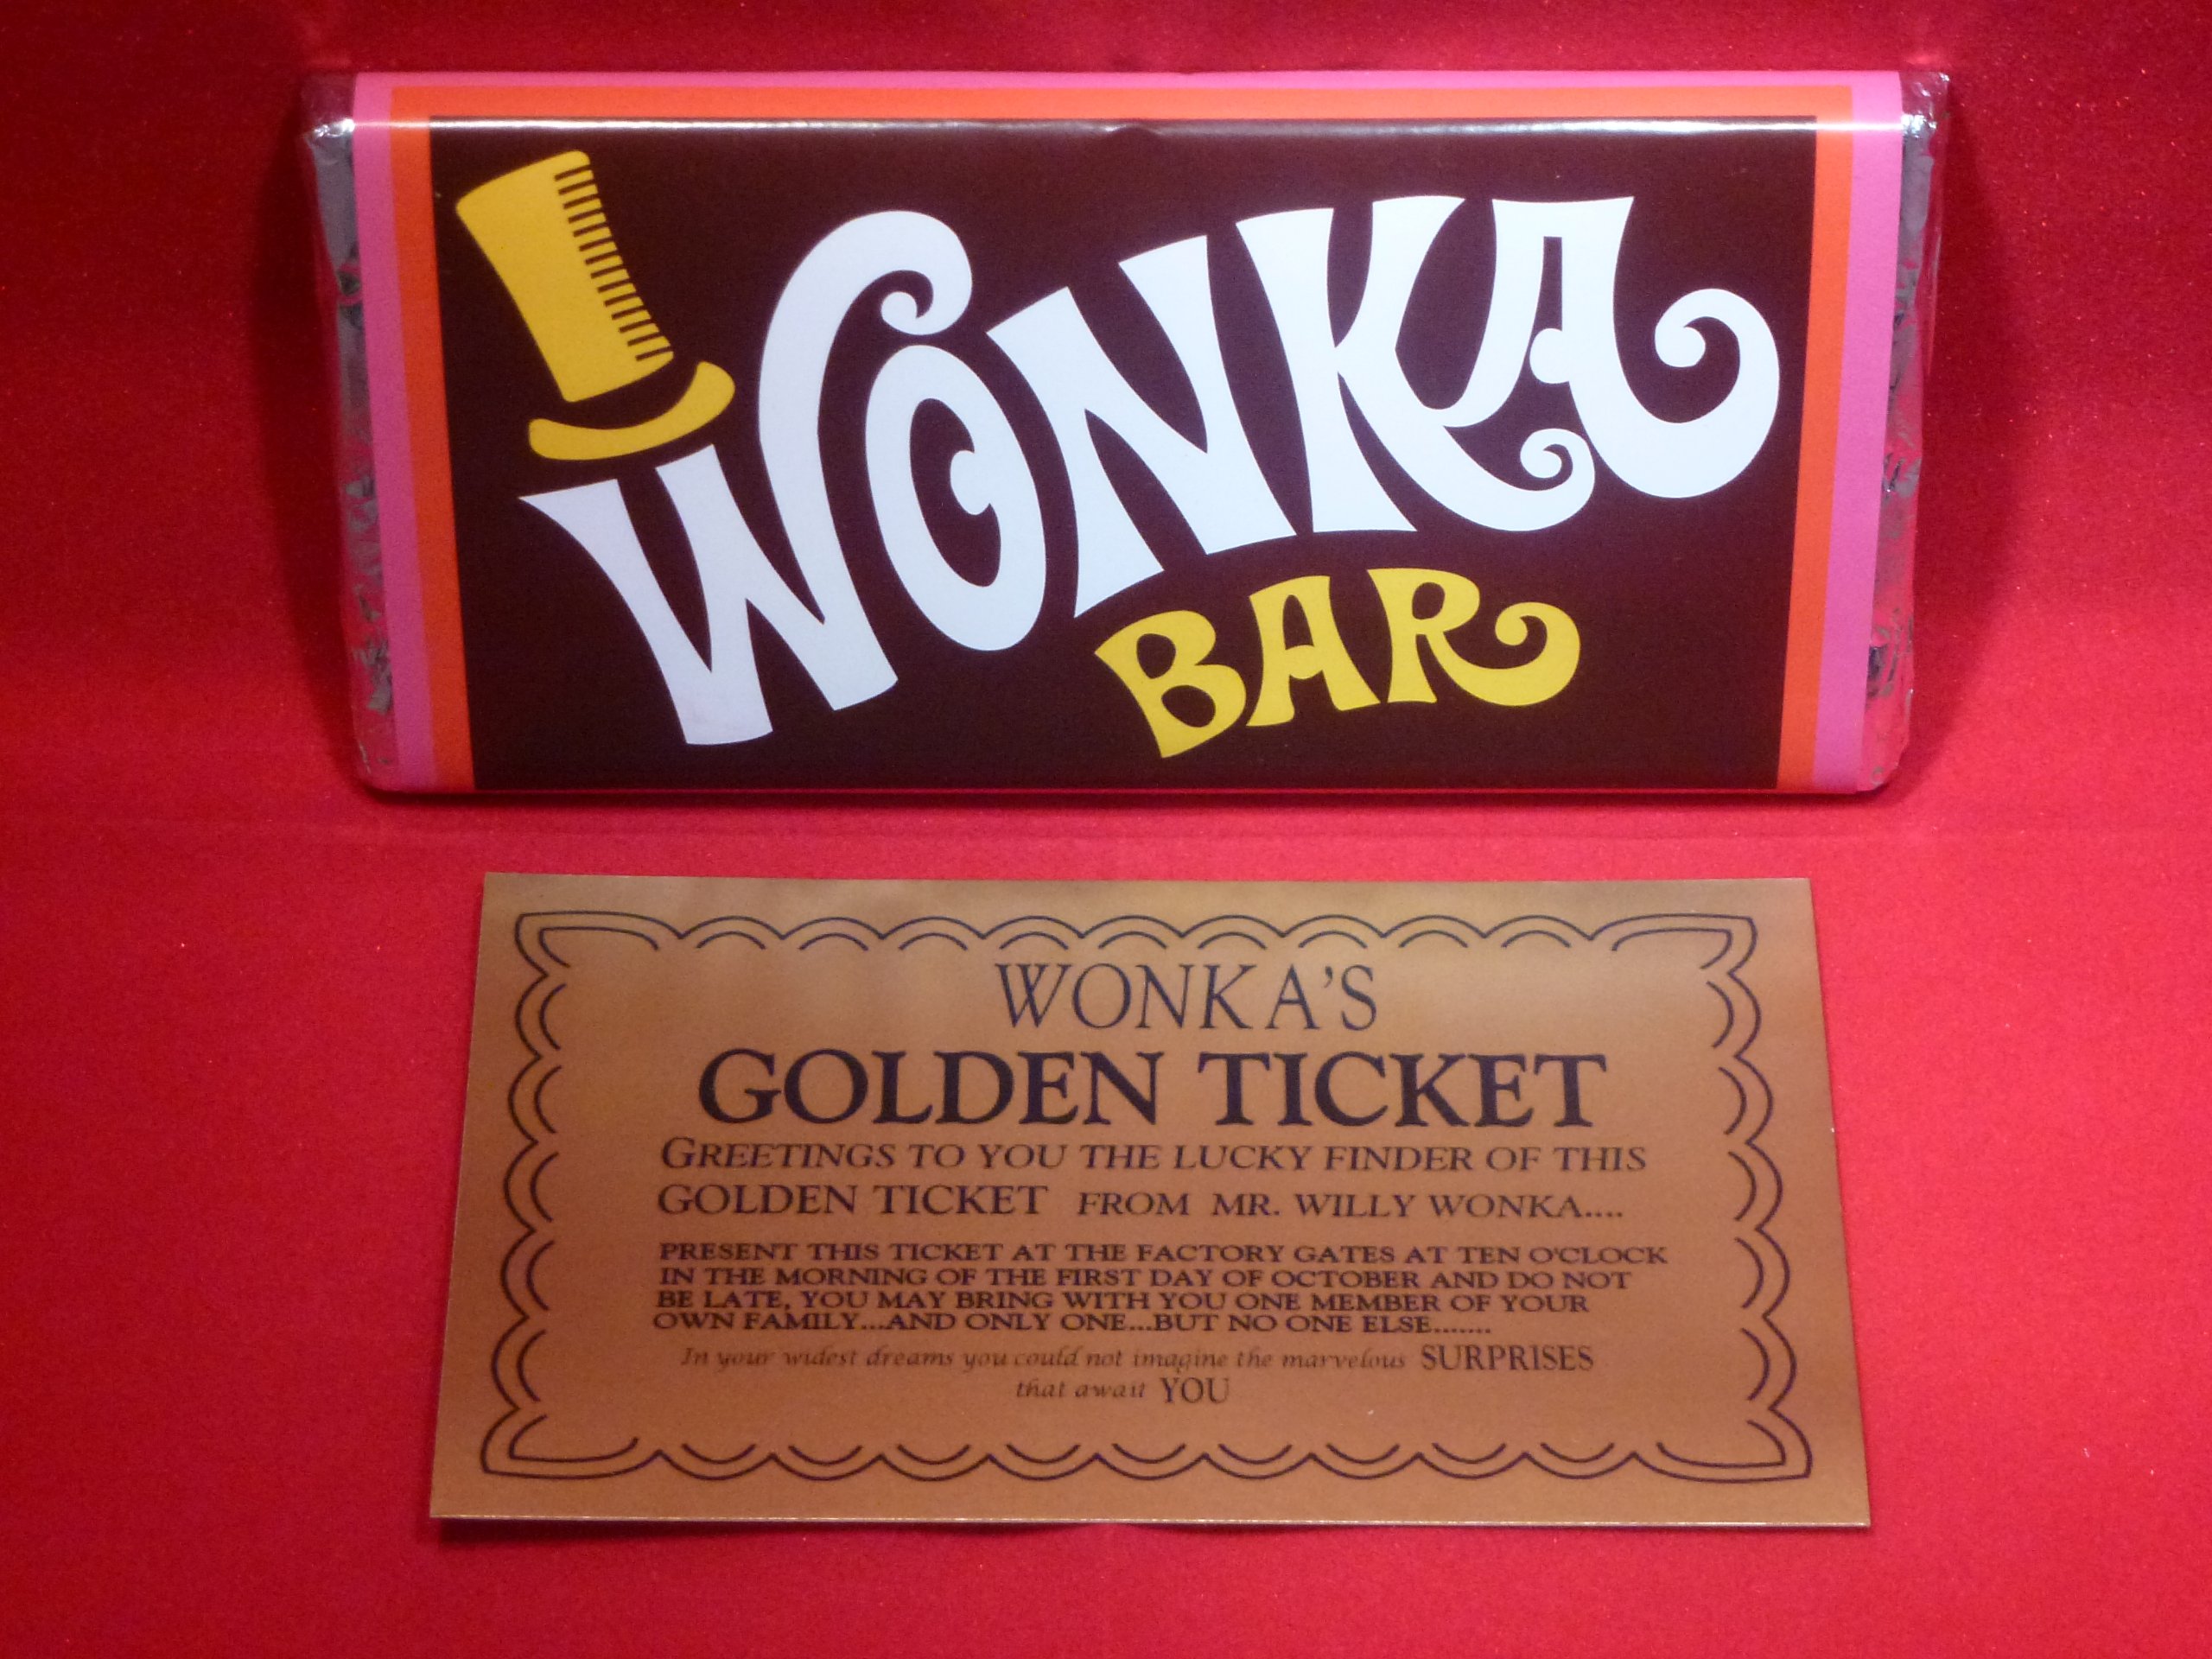 WONKA
BAR
WONKA'S
GOLDEN TICKET
GREETINGS TO YOU THE LUCKY FINDER OF THIS
GOLDEN TICKET FROM MR. WILLY WONKA....
PRESENT THIS TICKET AT THE FACTORY GATES AT TEN O'CLOCK
IN THE MORNING OF THE FIRST DAY OF OCTOBER AND DO NOT
BE LATE, YOU MAY BRING WITH YOU ONE MEMBER OF YOUR
OWN FAMILY...AND ONLY ONE...BUT NO ONE ELSE.......
In your widest dreams you could not imagine the marvelous SURPRISES
that await YOU